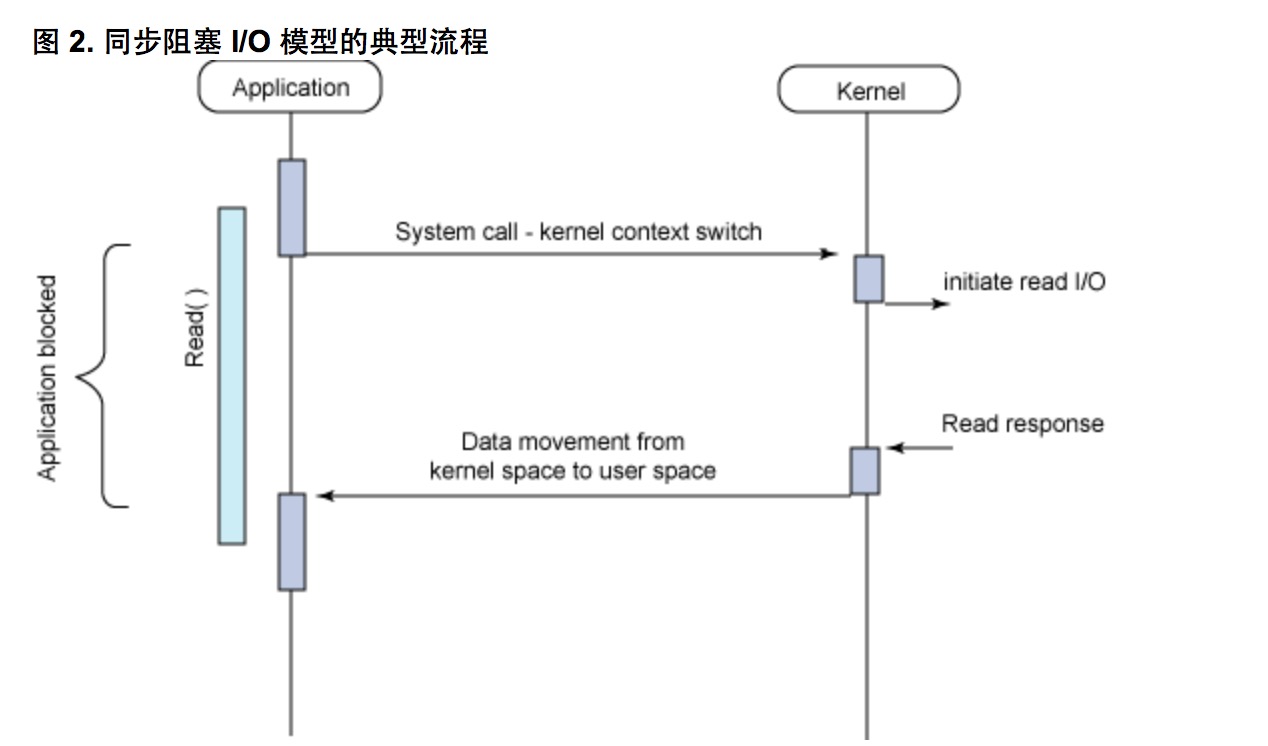 图 2. 同步阻塞 I/O 模型的典型流程
Application
Kernel
System call - kernel context switch
initiate read I/O
Application blocked
Read( )
Read response
Data movement from
kernel space to user space